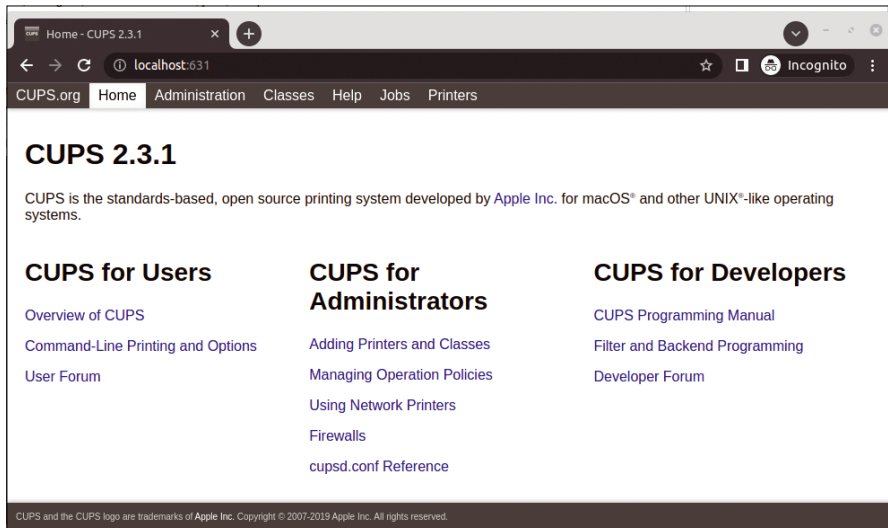 Home - CUPS 2.3.1
localhost:631
Incognito
CUPS.org Home Administration Classes Help Jobs Printers
CUPS 2.3.1
CUPS is the standards-based, open source printing system developed by Apple Inc. for macOS® and other UNIX®-like operating
systems.
CUPS for Users
Overview of CUPS
Command-Line Printing and Options
User Forum
CUPS for
Administrators
Adding Printers and Classes
Managing Operation Policies
Using Network Printers
Firewalls
cupsd.conf Reference
CUPS for Developers
CUPS Programming Manual
Filter and Backend Programming
Developer Forum
CUPS and the CUPS logo are trademarks of Apple Inc. Copyright © 2007-2019 Apple Inc. All rights reserved.